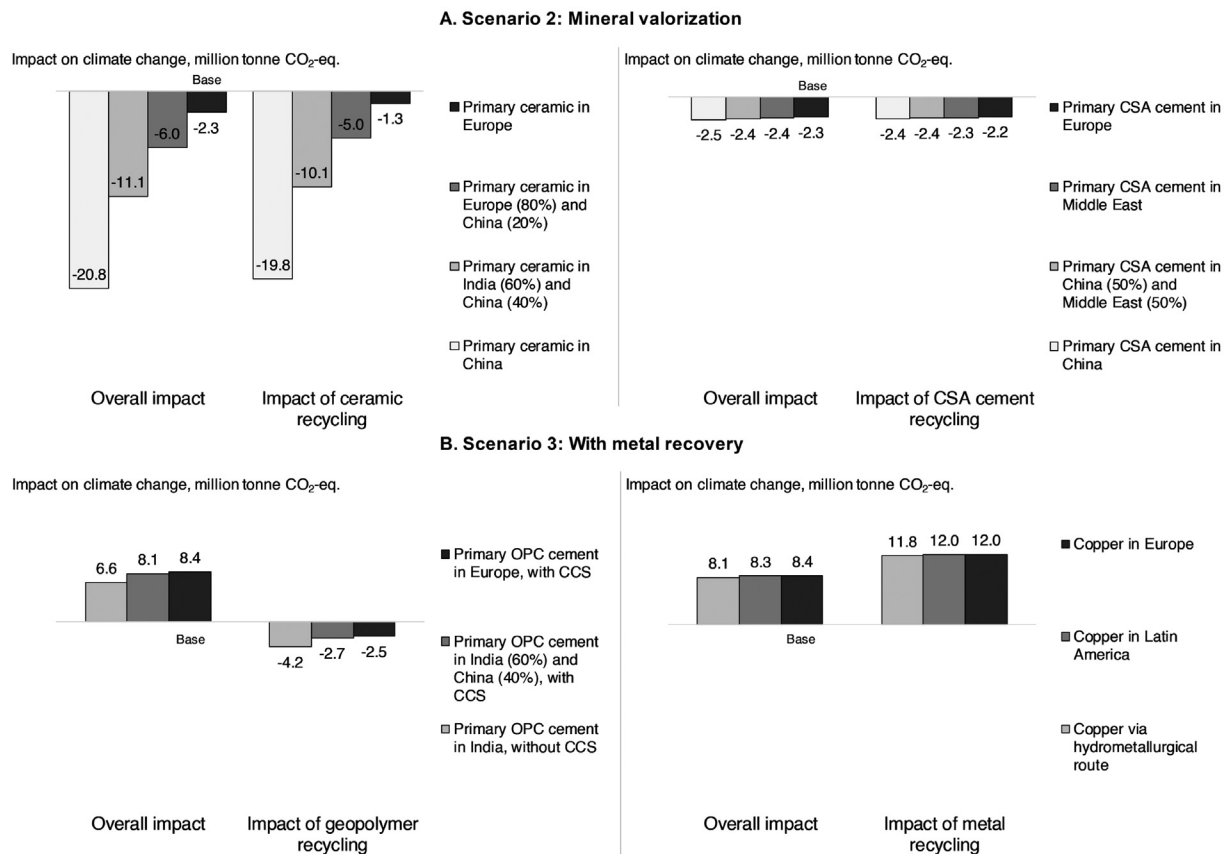 A. Scenario 2: Mineral valorization
Impact on climate change, million tonne CO₂-eq.
Base
-20.8
-11.1
-6.0
-2.3
-19.8
-10.1
-5.0
-1.3
Primary ceramic in
Europe
Primary ceramic in
Europe (80%) and
China (20%)
Primary ceramic in
India (60%) and
China (40%)
Primary ceramic in
China
Overall impact
Impact of ceramic
recycling
Impact on climate change, million tonne CO₂-eq.
Base
-2.5
-2.4
-2.4
-2.3
-2.4
-2.4
-2.3
-2.2
Primary CSA cement in
Europe
Primary CSA cement in
Middle East
Primary CSA cement in
China (50%) and
Middle East (50%)
Primary CSA cement in
China
Overall impact
Impact of CSA cement
recycling
B. Scenario 3: With metal recovery
Impact on climate change, million tonne CO₂-eq.
6.6
8.1
8.4
Base
-4.2
-2.7
-2.5
Primary OPC cement
in Europe, with CCS
Primary OPC cement
in India (60%) and
China (40%), with
CCS
Primary OPC cement
in India, without CCS
Overall impact
Impact of geopolymer
recycling
Impact on climate change, million tonne CO₂-eq.
8.1
8.3
8.4
Base
11.8
12.0
12.0
Copper in Europe
Copper in Latin
America
Copper via
hydrometallurgical
route
Overall impact
Impact of metal
recycling